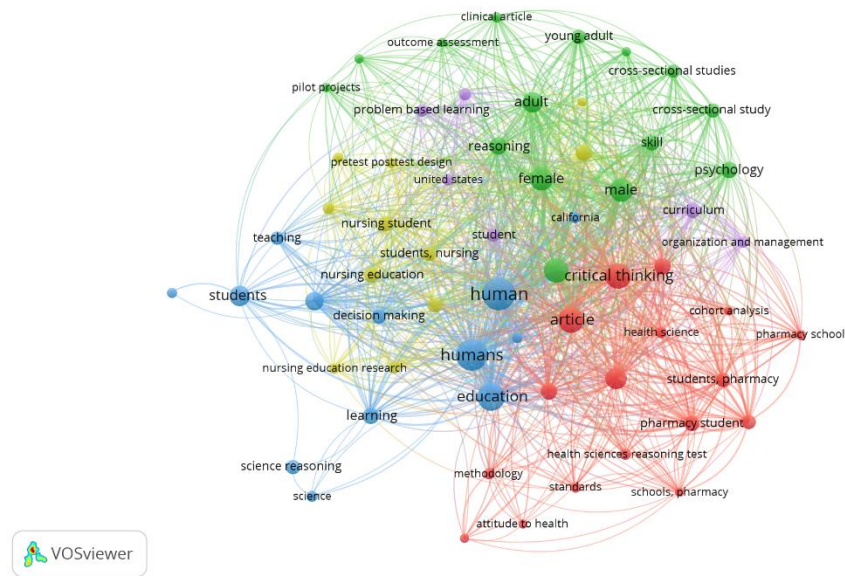 clinical article
outcome assessment
young adult
cross-sectional studies
pilot projects
adult
problem based learning
cross-sectional study
reasoning
skill
pretest posttest design
psychology
united states
female
male
nursing student
california
curriculum
teaching
student
organization and management
students, nursing
nursing education
critical thinking
students
human
decision making
article
cohort analysis
health science
pharmacy school
humans
nursing education research
students, pharmacy
education
learning
pharmacy student
health sciences reasoning test
science reasoning
methodology
standards
schools, pharmacy
science
attitude to health
VOSviewer